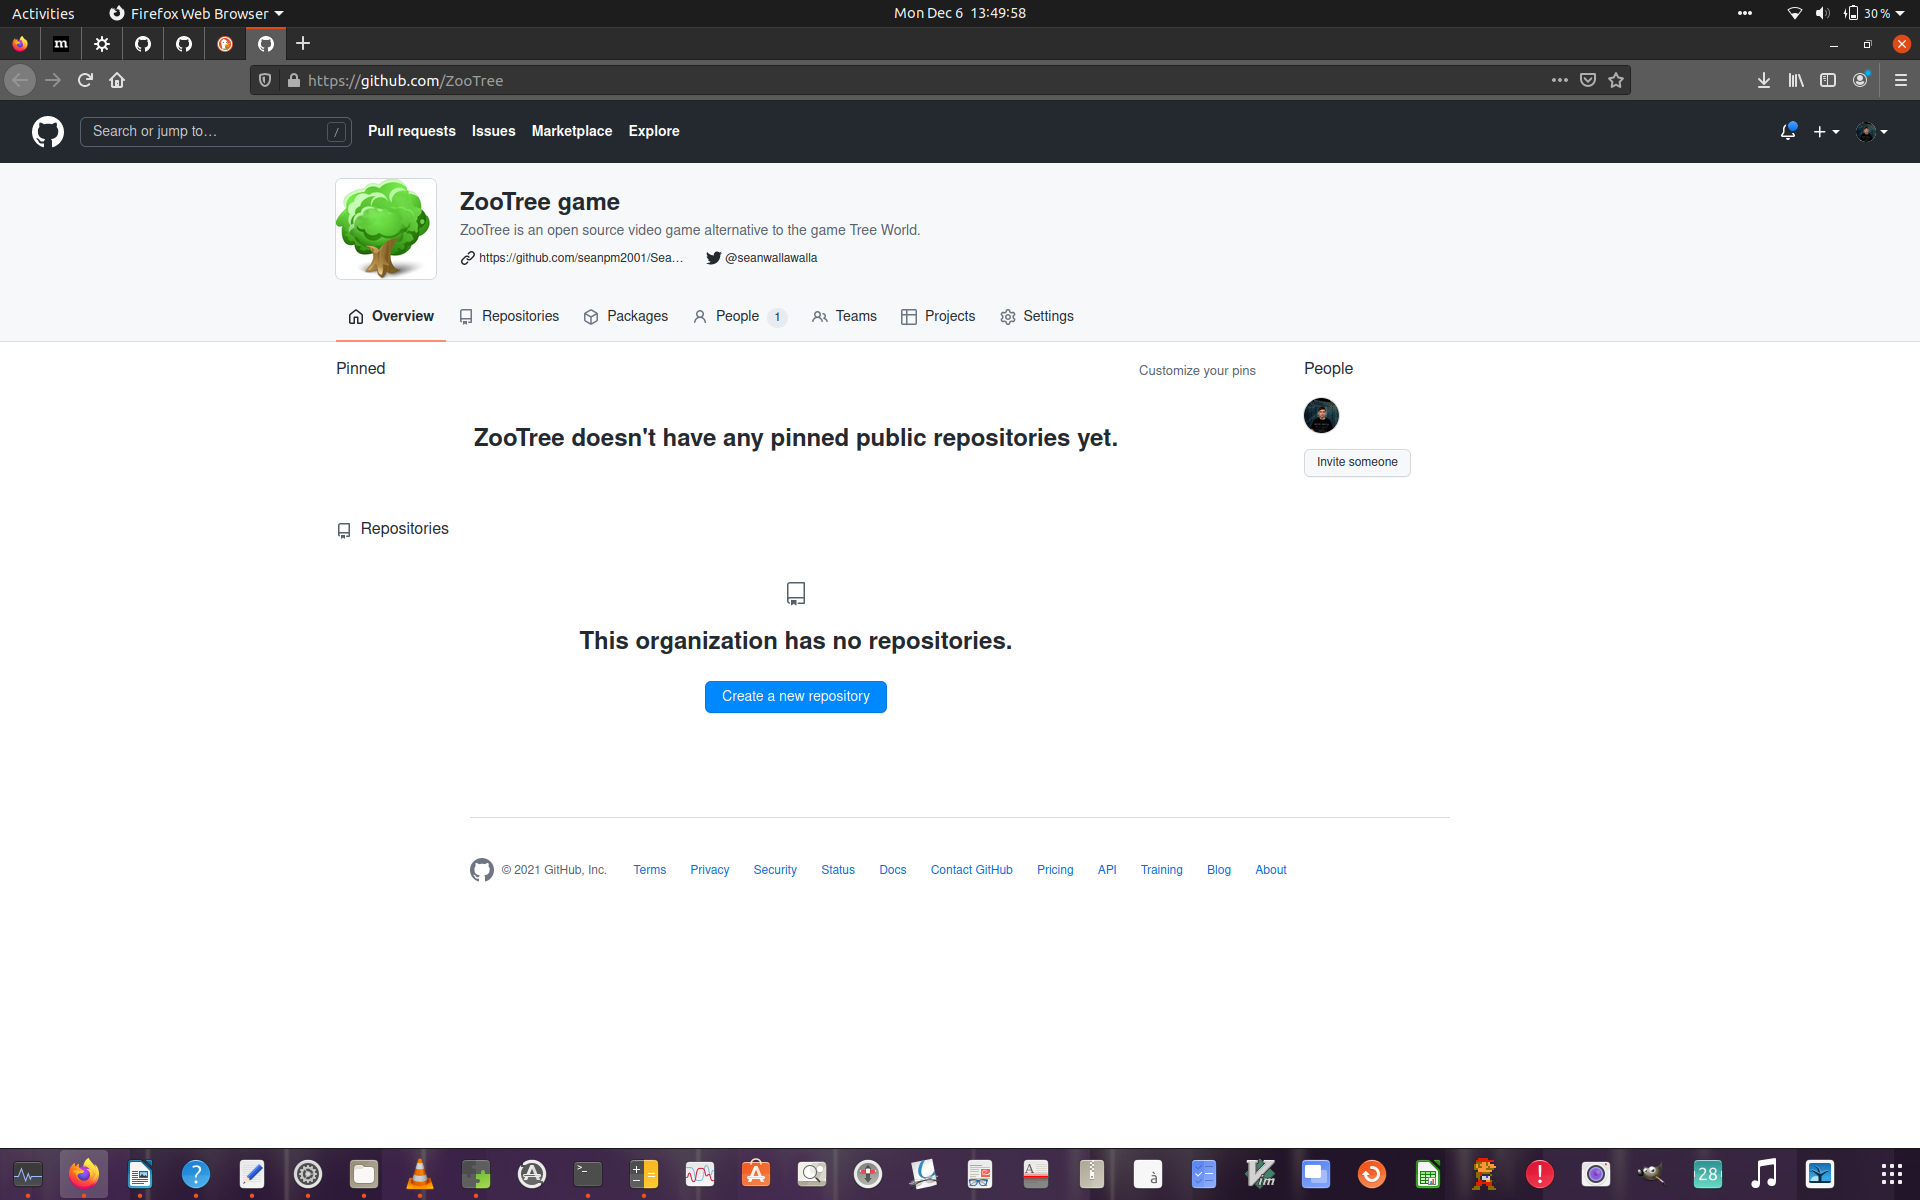 Activities Firefox Web Browser Mon Dec 6 13:49:58 30 %
m
https://github.com/ZooTree
Search or jump to… / Pull requests Issues Marketplace Explore
ZooTree game
ZooTree is an open source video game alternative to the game Tree World.
https://github.com/seanpm2001/Sea… @seanwallawalla
Overview Repositories Packages People 1 Teams Projects Settings
Pinned Customize your pins People
ZooTree doesn't have any pinned public repositories yet.
Invite someone
Repositories
This organization has no repositories.
Create a new repository
© 2021 GitHub, Inc. Terms Privacy Security Status Docs Contact GitHub Pricing API Training Blog About
? >_ A à Vim ! 28